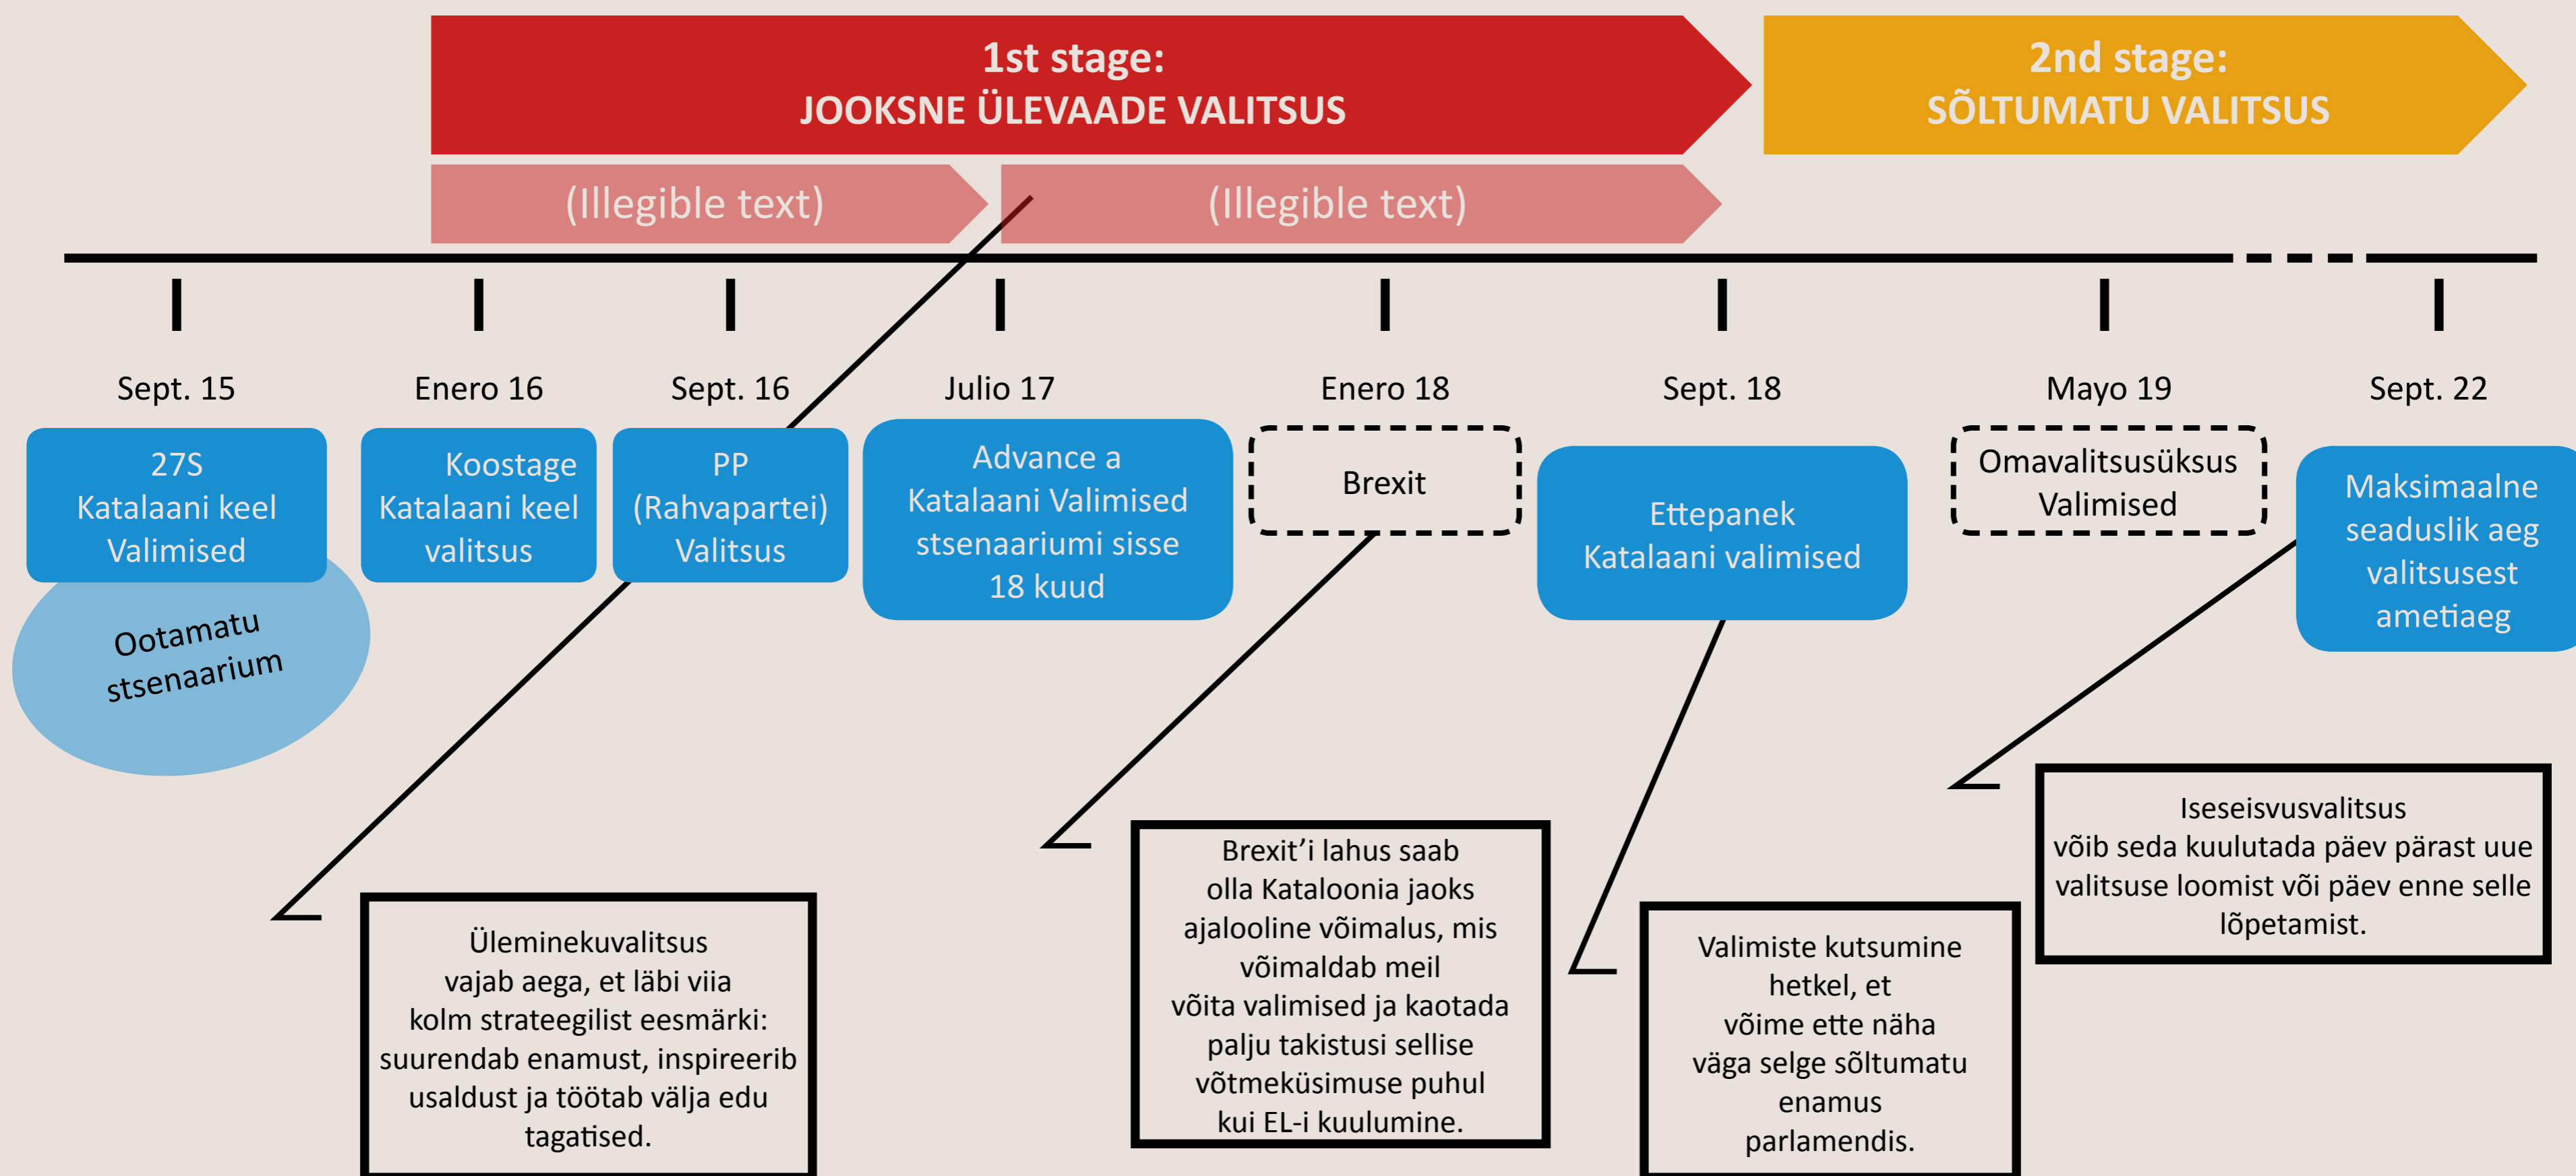 1st stage:
JOOKSNE ÜLEVAADE VALITSUS
2nd stage:
SÕLTUMATU VALITSUS
(Illegible text)
(Illegible text)
Sept. 15
Enero 16
Sept. 16
Julio 17
Enero 18
Sept. 18
Mayo 19
Sept. 22
27S
Katalaani keel
Valimised
Koostage
Katalaani keel
valitsus
PP
(Rahvapartei)
Valitsus
Advance a
Katalaani Valimised
stsenaariumi sisse
18 kuud
Brexit
Ettepanek
Katalaani valimised
Omavalitsusüksus
Valimised
Maksimaalne
seaduslik aeg
valitsusest
ametiaeg
Ootamatu
stsenaarium
Üleminekuvalitsus
vajab aega, et läbi viia
kolm strateegilist eesmärki:
suurendab enamust, inspireerib
usaldust ja töötab välja edu
tagatised.
Brexit’i lahus saab
olla Kataloonia jaoks
ajalooline võimalus, mis
võimaldab meil
võita valimised ja kaotada
palju takistusi sellise
võtmeküsimuse puhul
kui EL-i kuulumine.
Valimiste kutsumine
hetkel, et
võime ette näha
väga selge sõltumatu
enamus
parlamendis.
Iseseisvusvalitsus
võib seda kuulutada päev pärast uue
valitsuse loomist või päev enne selle
lõpetamist.